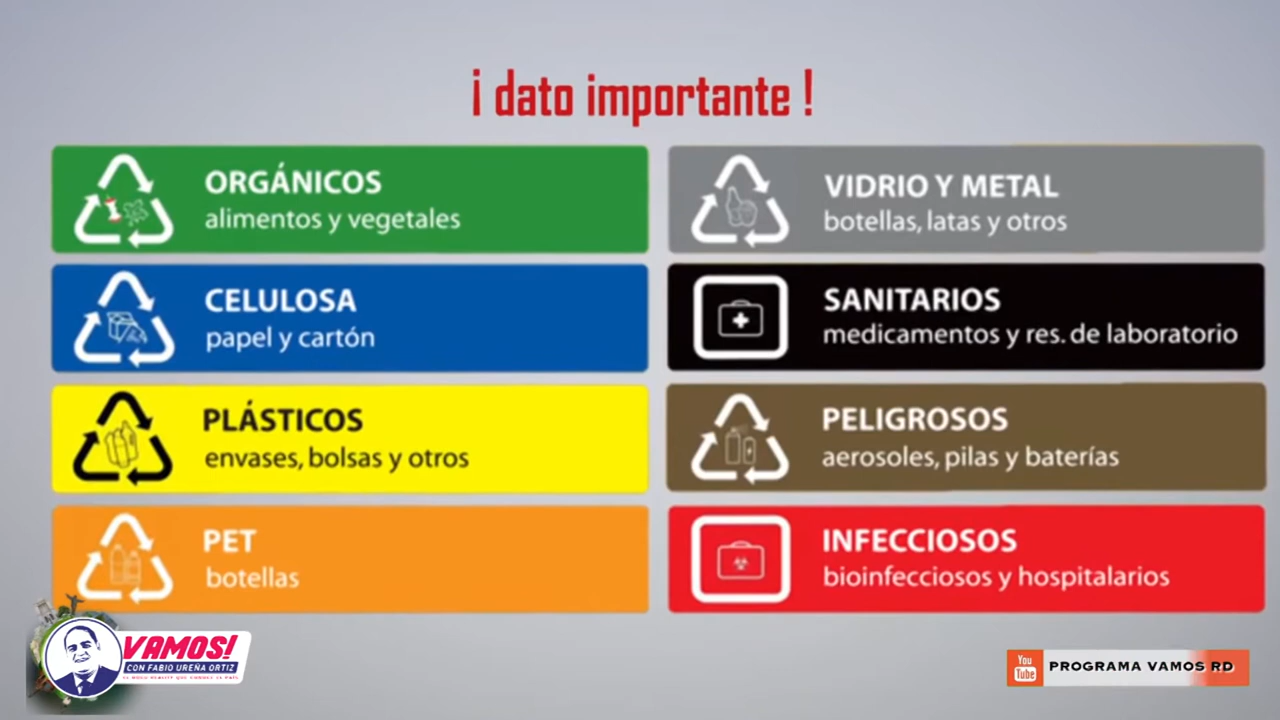 ¡ dato importante !
ORGÁNICOS
alimentos y vegetales
CELULOSA
papel y cartón
PLÁSTICOS
envases, bolsas y otros
PET
botellas
VIDRIO Y METAL
botellas, latas y otros
SANITARIOS
medicamentos y res. de laboratorio
PELIGROSOS
aerosoles, pilas y baterías
INFECCIOSOS
bioinfecciosos y hospitalarios
VAMOS!
CON FABIO UREÑA ORTIZ
You
Tube
PROGRAMA VAMOS RD